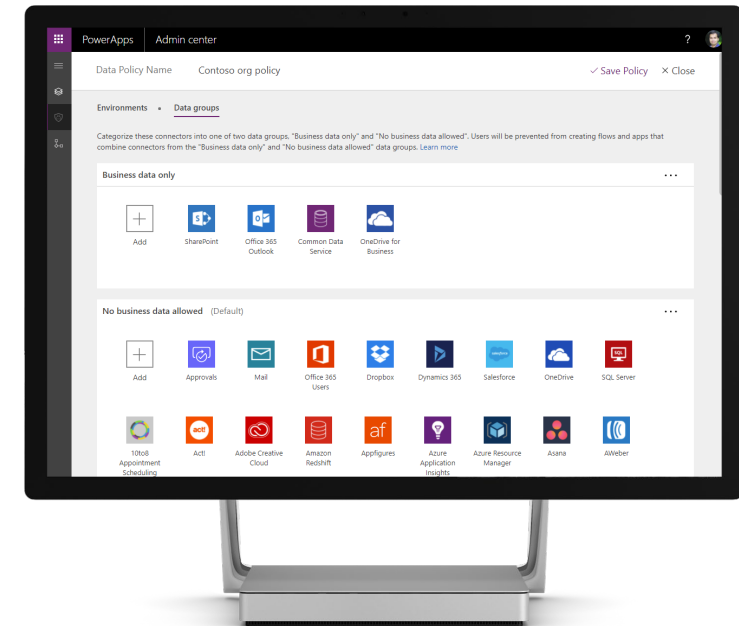 PowerApps Admin center ?
Data Policy Name Contoso org policy ✓ Save Policy × Close
Environments • Data groups
Categorize these connectors into one of two data groups, "Business data only" and "No business data allowed". Users will be prevented from creating flows and apps that
combine connectors from the "Business data only" and "No business data allowed" data groups. Learn more
Business data only ...
Add SharePoint Office 365 Common Data OneDrive for
Outlook Service Business
No business data allowed (Default) ...
SQL
Add Approvals Mail Office 365 Dropbox Dynamics 365 Salesforce OneDrive SQL Server
Users
act! af
10to8 Act! Adobe Creative Amazon Appfigures Azure Azure Resource Asana AWeber
Appointment Cloud Redshift Application Manager
Scheduling Insights